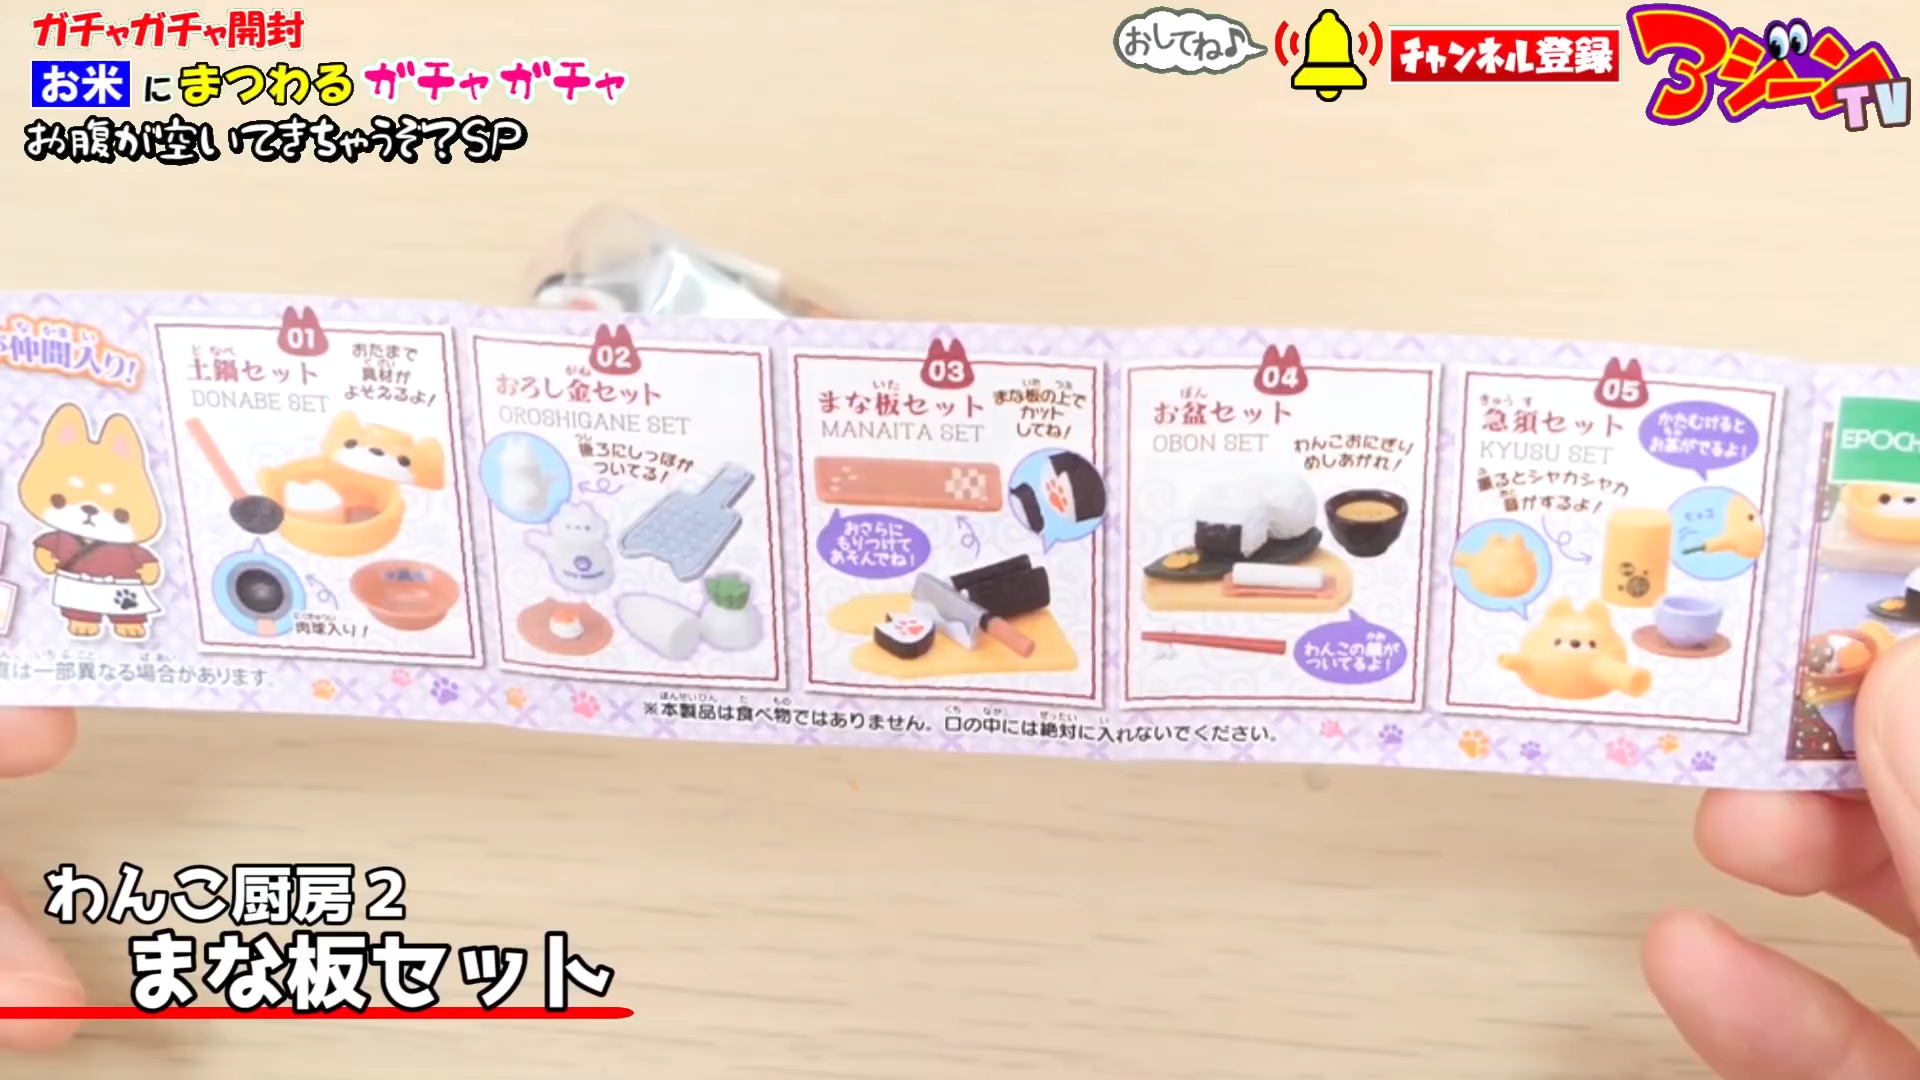 ガチャガチャ開封
お米にまつわるガチャガチャ
お腹が空いてきちゃうぞ?SP
おしてね♪
チャンネル登録
アジーンTV
仲間入り!
01
土鍋セット
DONABE SET
おたまで
具材が
よそえるよ!
肉球入り!
02
おろし金セット
OROSHIGANE SET
後ろにしっぽが
ついてる!
03
まな板セット
MANAITA SET
まな板の上で
カット
してね!
おさらに
もりつけて
あそんでね!
04
お盆セット
OBON SET
わんこおにぎり
めしあがれ!
わんこの顔が
ついてるよ!
05
急須セット
KYUSU SET
かたむけると
お茶がでるよ!
振るとシャカシャカ
音がするよ!
EPOCH
は一部異なる場合があります。
※本製品は食べ物ではありません。口の中には絶対に入れないでください。
わんこ厨房2
まな板セット